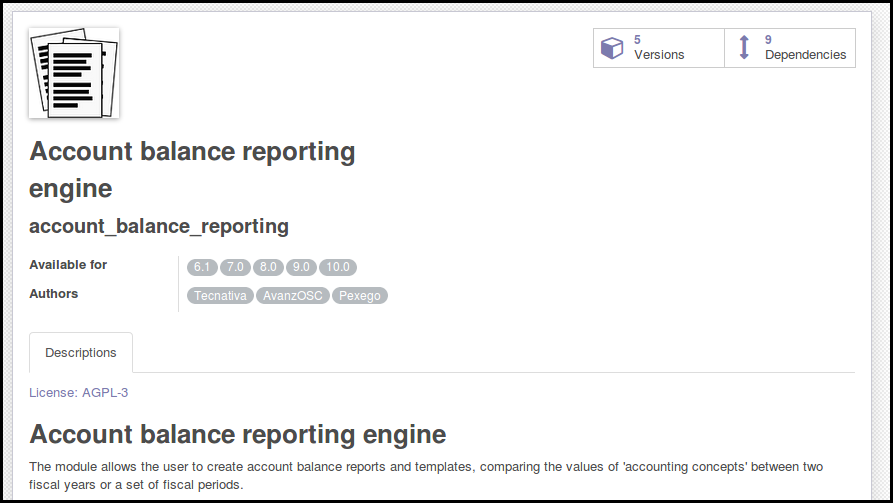 5
Versions
9
Dependencies
Account balance reporting
engine
account_balance_reporting
Available for 6.1 7.0 8.0 9.0 10.0
Authors Tecnativa AvanzOSC Pexego
Descriptions
License: AGPL-3
Account balance reporting engine
The module allows the user to create account balance reports and templates, comparing the values of 'accounting concepts' between two
fiscal years or a set of fiscal periods.